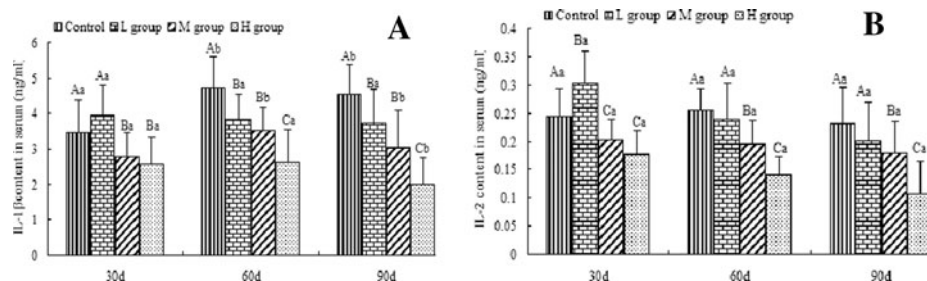 Control L group M group H group
A
IL-1 βcontent in serum (ng/ml)
6
5
4
3
2
1
0
Aa Aa Ba Ba
Ab Ba Bb Ca
Ab Ba Bb Cb
30d 60d 90d
Control L group M group H group
B
IL-2 content in serum (ng/ml)
0.4
0.35
0.3
0.25
0.2
0.15
0.1
0.05
0
Aa Ba Ca Ca
Aa Aa Ba Ca
Aa Aa Ba Ca
30d 60d 90d